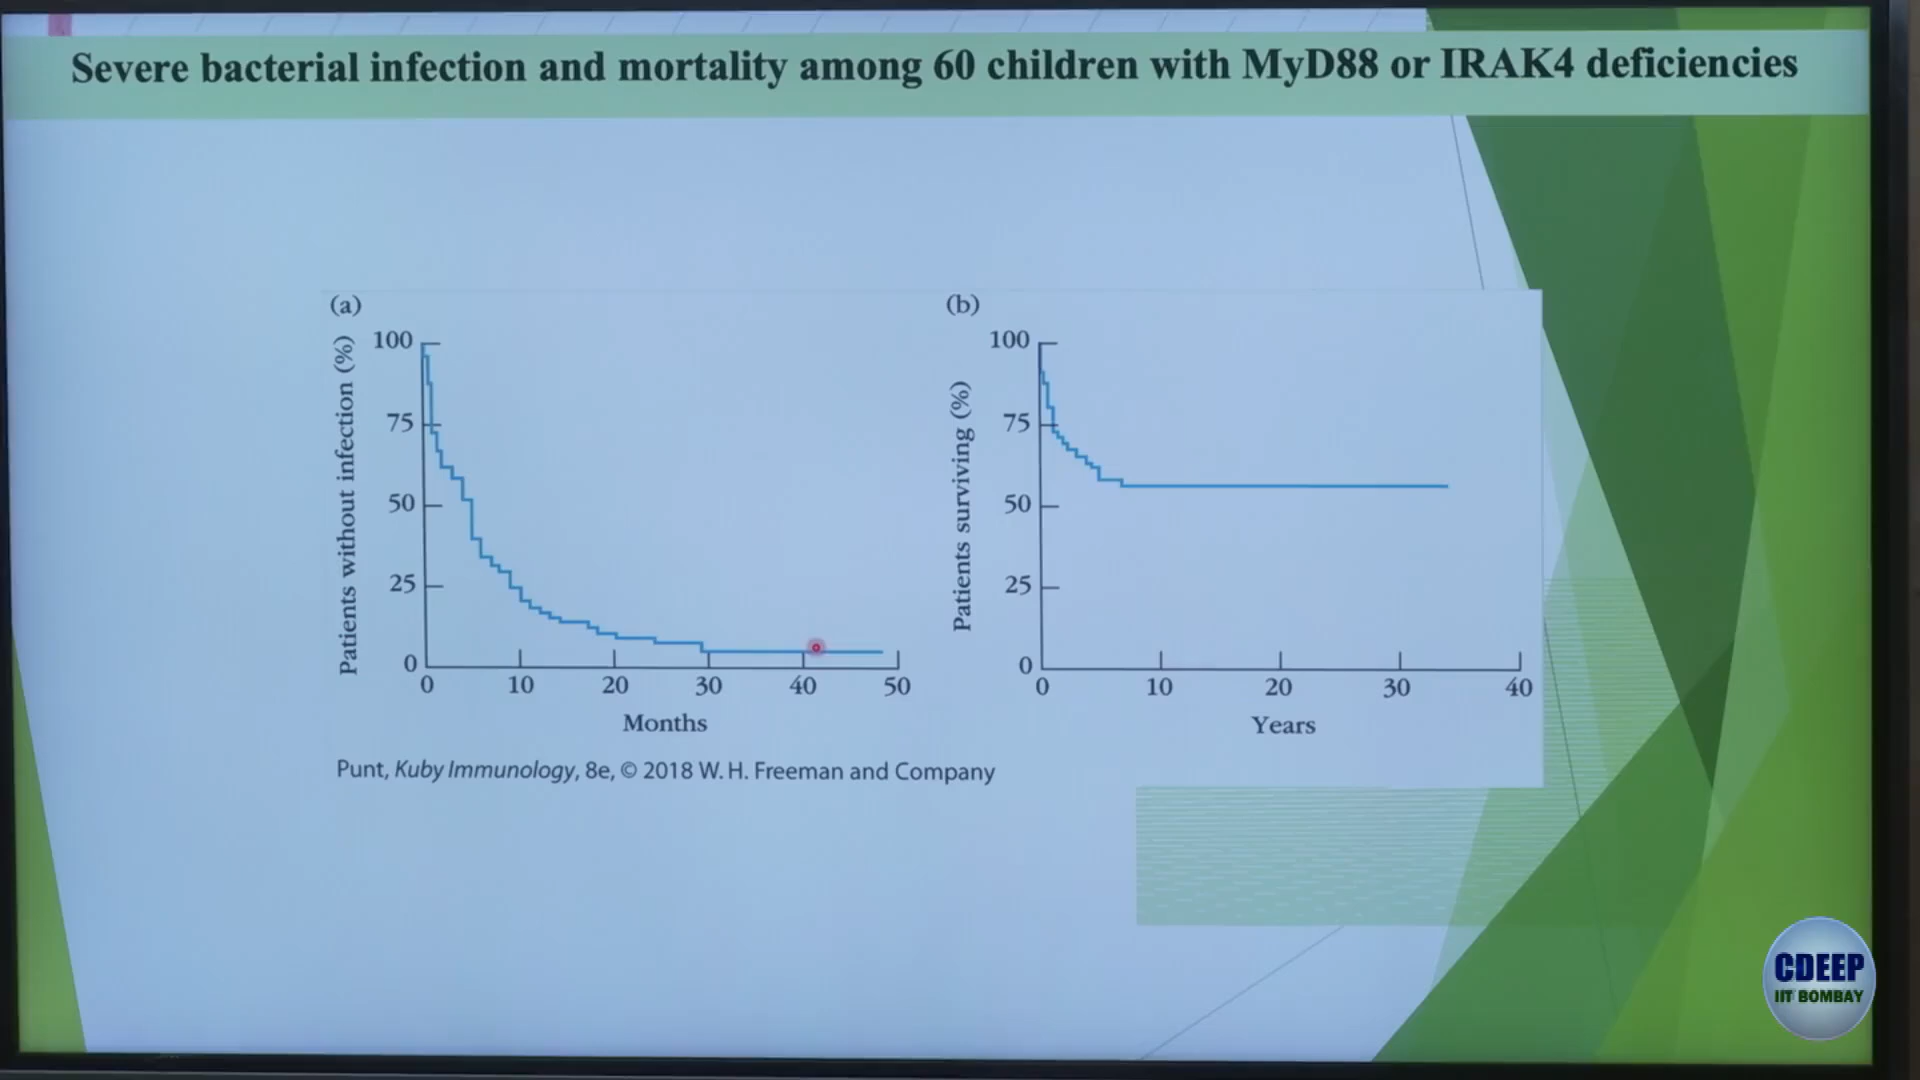 Severe bacterial infection and mortality among 60 children with MyD88 or IRAK4 deficiencies
(a)
Patients without infection (%)
100
75
50
25
0
0 10 20 30 40 50
Months
(b)
Patients surviving (%)
100
75
50
25
0
0 10 20 30 40
Years
Punt, Kuby Immunology, 8e, © 2018 W. H. Freeman and Company
CDEEP
IIT BOMBAY